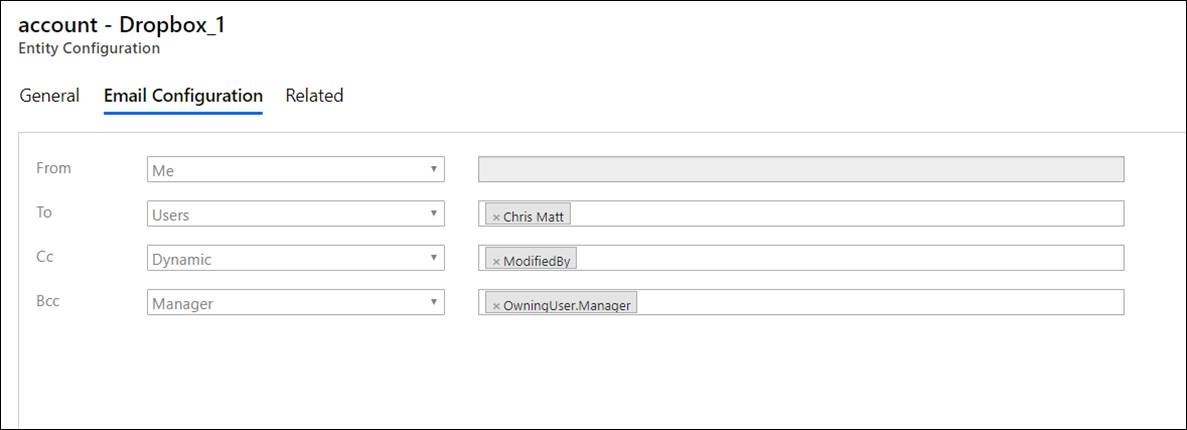 account - Dropbox_1
Entity Configuration
General Email Configuration Related
From Me
To Users × Chris Matt
Cc Dynamic × ModifiedBy
Bcc Manager × OwningUser.Manager